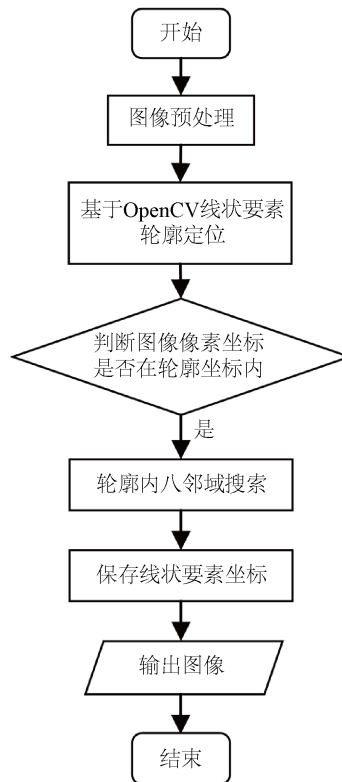 开始
图像预处理
基于OpenCV线状要素
轮廓定位
判断图像像素坐标
是否在轮廓坐标内
是
轮廓内八邻域搜索
保存线状要素坐标
输出图像
结束